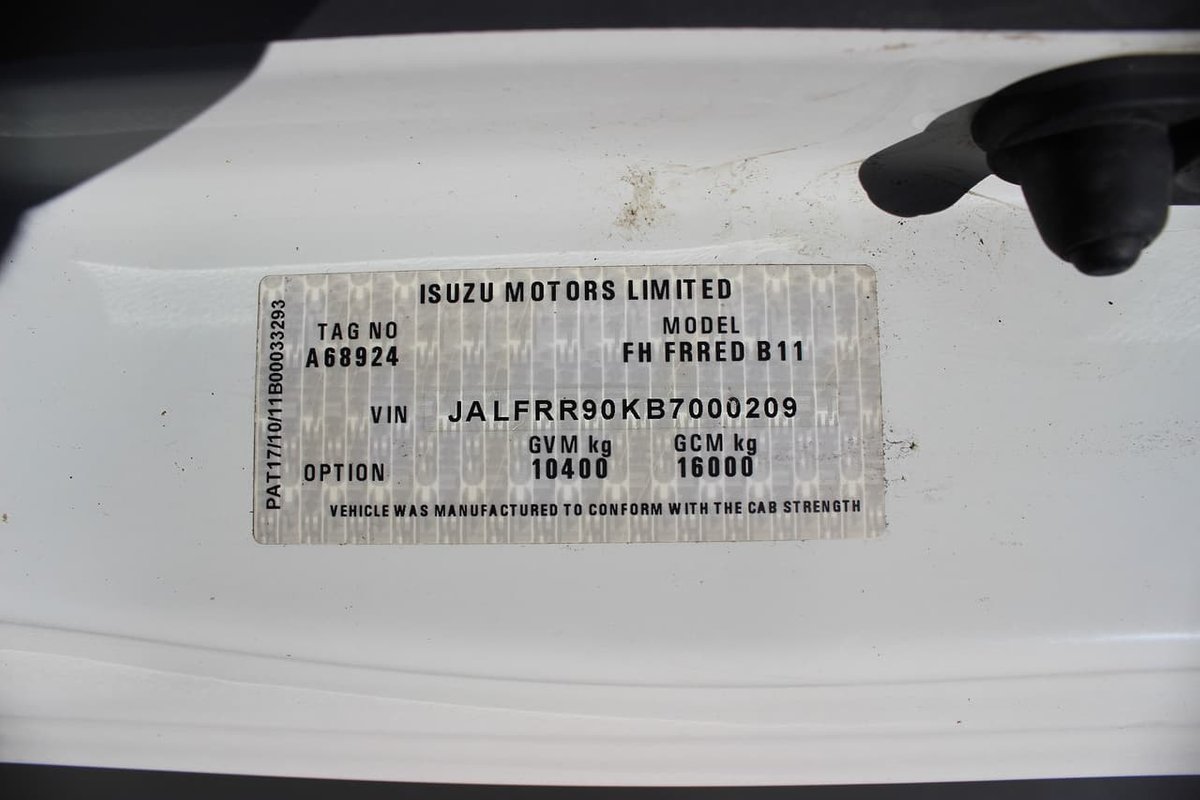 ISUZU MOTORS LIMITED
TAG NO
MODEL
A68924
FH FRRED B11
VIN JALFRR90KB7000209
GVM kg GCM kg
OPTION 10400 16000
VEHICLE WAS MANUFACTURED TO CONFORM WITH THE CAB STRENGTH
PAT17/10/11B00033293